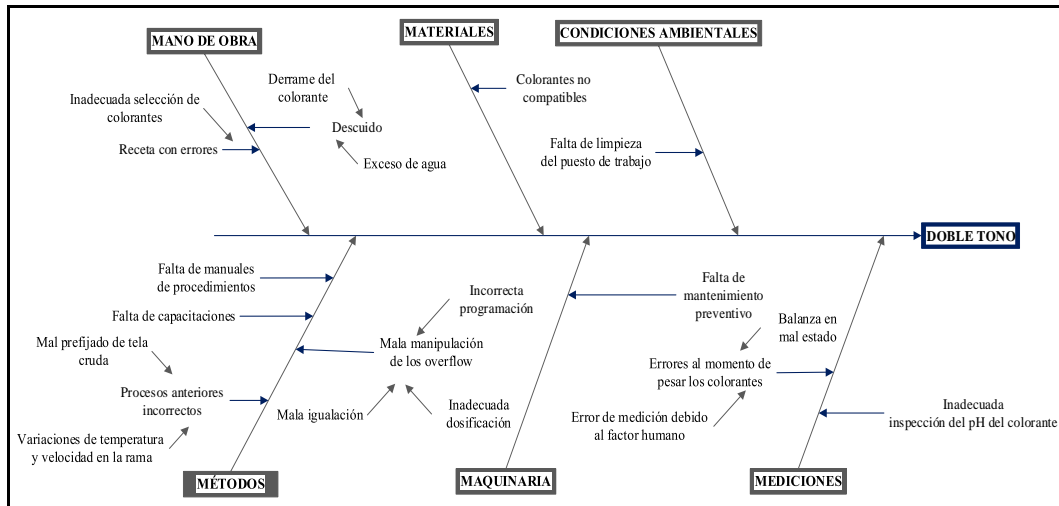 MANO DE OBRA
MATERIALES
CONDICIONES AMBIENTALES
Derrame del
colorante
Colorantes no
compatibles
Inadecuada selección de
colorantes
Descuido
Receta con errores
Exceso de agua
Falta de limpieza
del puesto de trabajo
DOBLE TONO
Falta de manuales
de procedimientos
Falta de capacitaciones
Mal prefijado de tela
cruda
Procesos anteriores
incorrectos
Variaciones de temperatura
y velocidad en la rama
Incorrecta
programación
Mala manipulación
de los overflow
Mala igualación
Inadecuada
dosificación
Falta de
mantenimiento
preventivo
Balanza en
mal estado
Errores al momento de
pesar los colorantes
Error de medición debido
al factor humano
Inadecuada
inspección del pH del colorante
MÉTODOS
MAQUINARIA
MEDICIONES